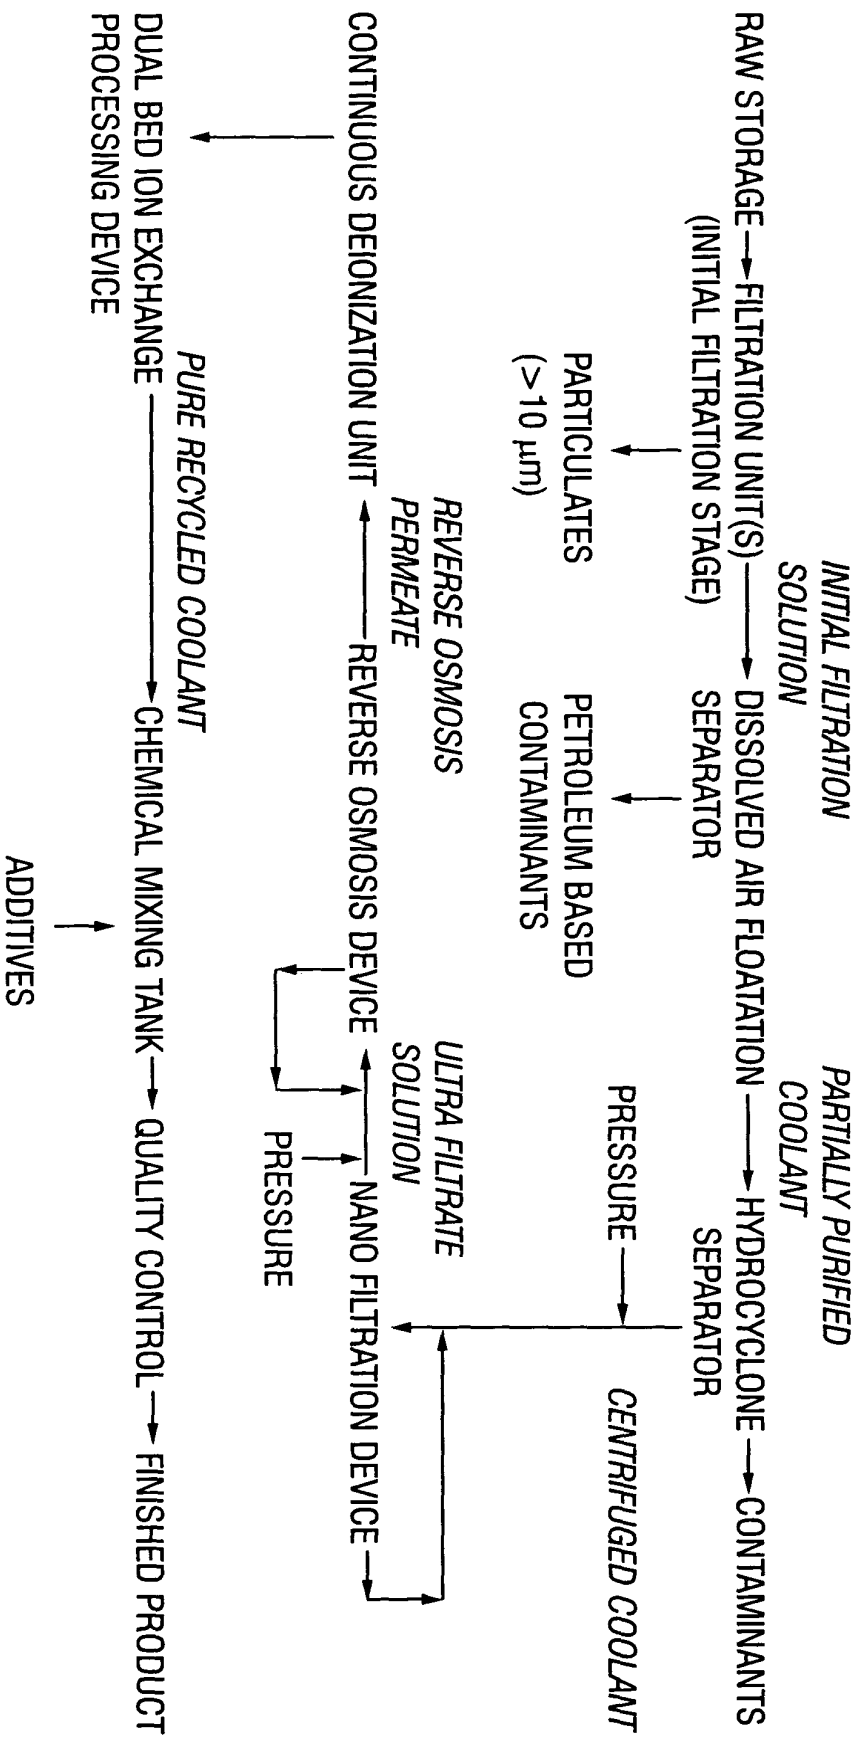 RAW STORAGE
FILTRATION UNIT(S)
(INITIAL FILTRATION STAGE)
INITIAL FILTRATION
SOLUTION
DISSOLVED AIR FLOATATION
SEPARATOR
PARTIALLY PURIFIED
COOLANT
HYDROCYCLONE
SEPARATOR
CONTAMINANTS
PARTICULATES
(>10 μm)
PETROLEUM BASED
CONTAMINANTS
PRESSURE
CENTRIFUGED COOLANT
CONTINUOUS DEIONIZATION UNIT
REVERSE OSMOSIS
PERMEATE
REVERSE OSMOSIS DEVICE
ULTRA FILTRATE
SOLUTION
NANO FILTRATION DEVICE
PRESSURE
DUAL BED ION EXCHANGE
PROCESSING DEVICE
PURE RECYCLED COOLANT
CHEMICAL MIXING TANK
QUALITY CONTROL
FINISHED PRODUCT
ADDITIVES